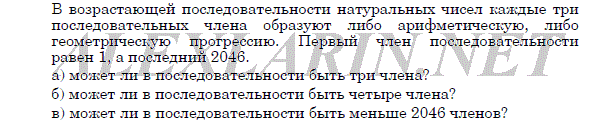 В возрастающей последовательности натуральных чисел каждые три
последовательных члена образуют либо арифметическую, либо
геометрическую прогрессию. Первый член последовательности
равен 1, а последний 2046.
а) может ли в последовательности быть три члена?
б) может ли в последовательности быть четыре члена?
в) может ли в последовательности быть меньше 2046 членов?
ALEXLARIN.NET